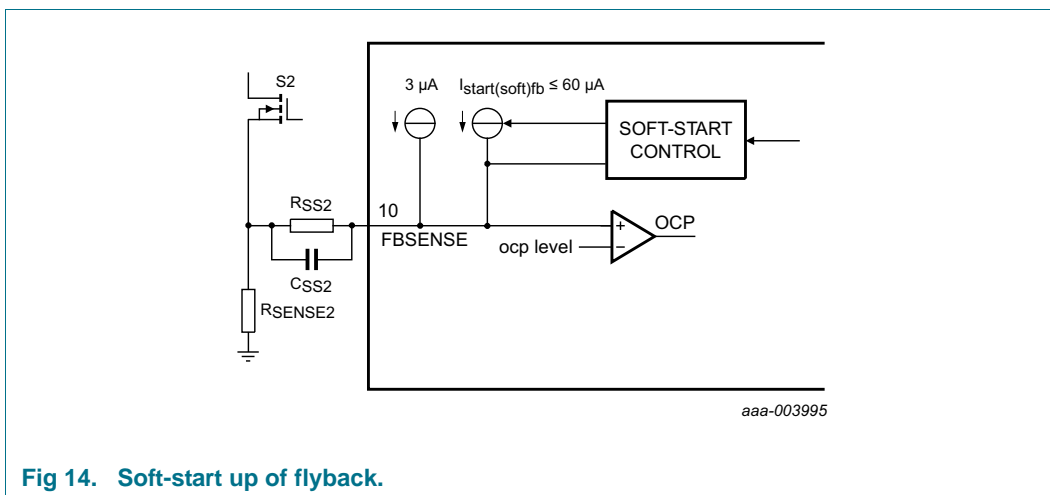 S2
3 µA
Istart(soft)fb ≤ 60 µA
SOFT-START
CONTROL
RSS2
10
FBSENSE
CSS2
RSENSE2
ocp level
+
−
OCP
aaa-003995
Fig 14. Soft-start up of flyback.